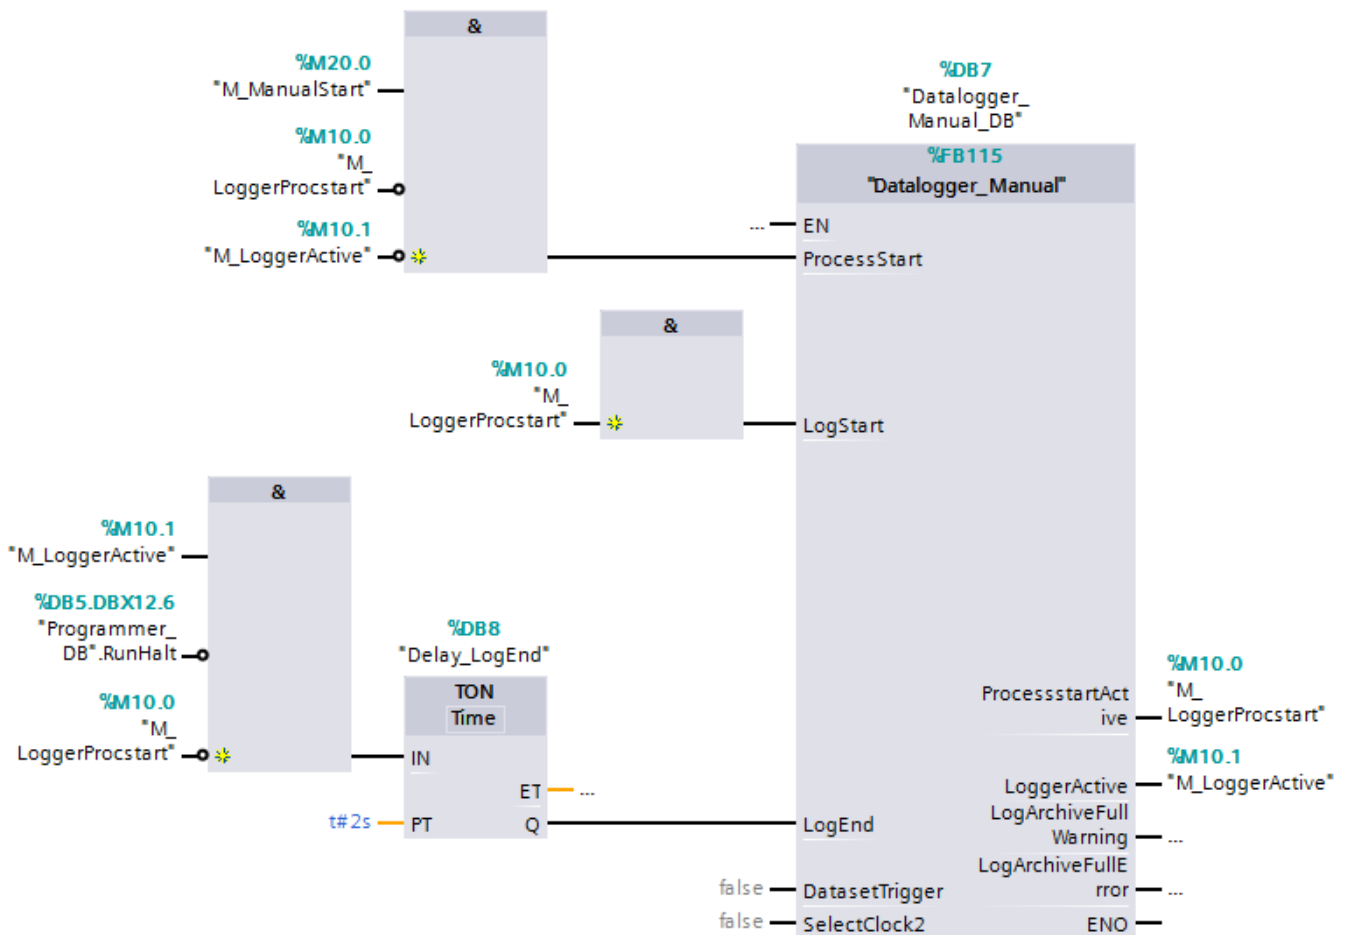 &
%M20.0
"M_ManualStart"
%M10.0
"M_
LoggerProcstart"
%M10.1
"M_LoggerActive"
%DB7
"Datalogger_
Manual_DB"
%FB115
"Datalogger_Manual"
... EN
ProcessStart
&
%M10.0
"M_
LoggerProcstart"
LogStart
&
%M10.1
"M_LoggerActive"
%DB5.DBX12.6
"Programmer_
DB".RunHalt
%M10.0
"M_
LoggerProcstart"
%DB8
"Delay_LogEnd"
TON
Time
IN
ET ...
t#2s PT Q
LogEnd
false DatasetTrigger
false SelectClock2
ProcessstartAct
ive
%M10.0
"M_
LoggerProcstart"
LoggerActive
%M10.1
"M_LoggerActive"
LogArchiveFull
Warning ...
LogArchiveFullE
rror ...
ENO